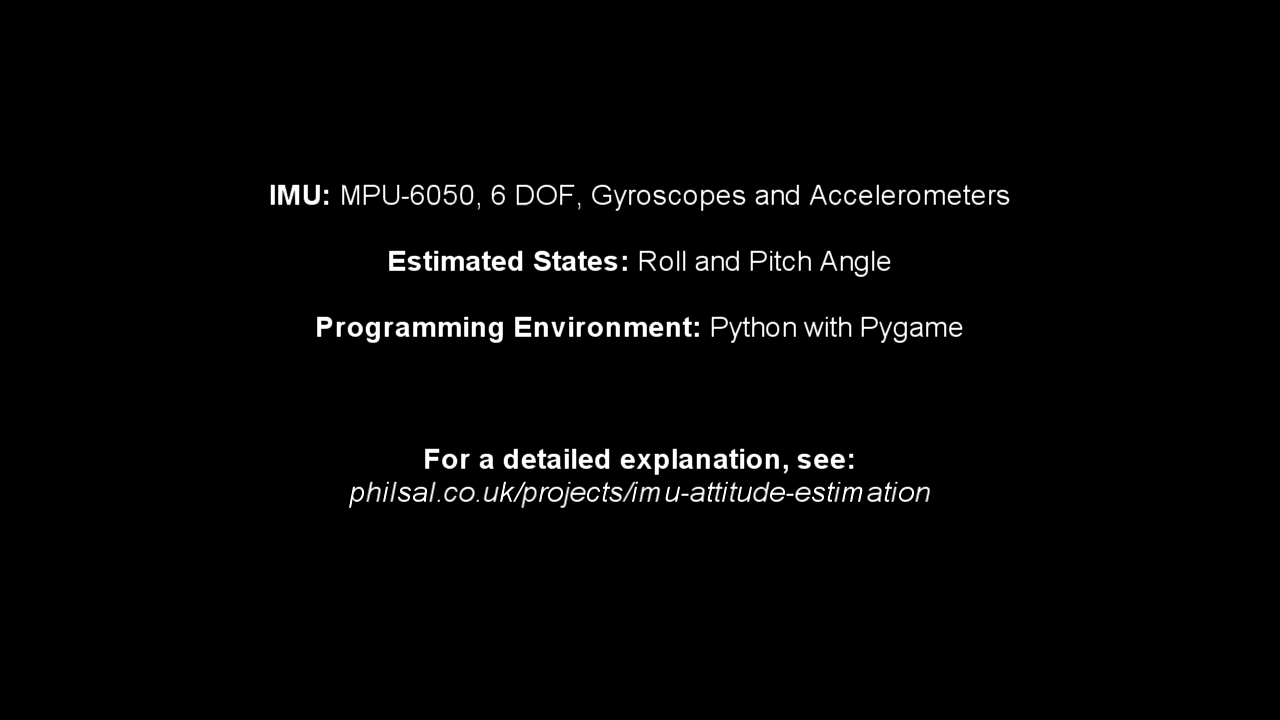 IMU: MPU-6050, 6 DOF, Gyroscopes and Accelerometers
Estimated States: Roll and Pitch Angle
Programming Environment: Python with Pygame
For a detailed explanation, see:
philsal.co.uk/projects/imu-attitude-estimation